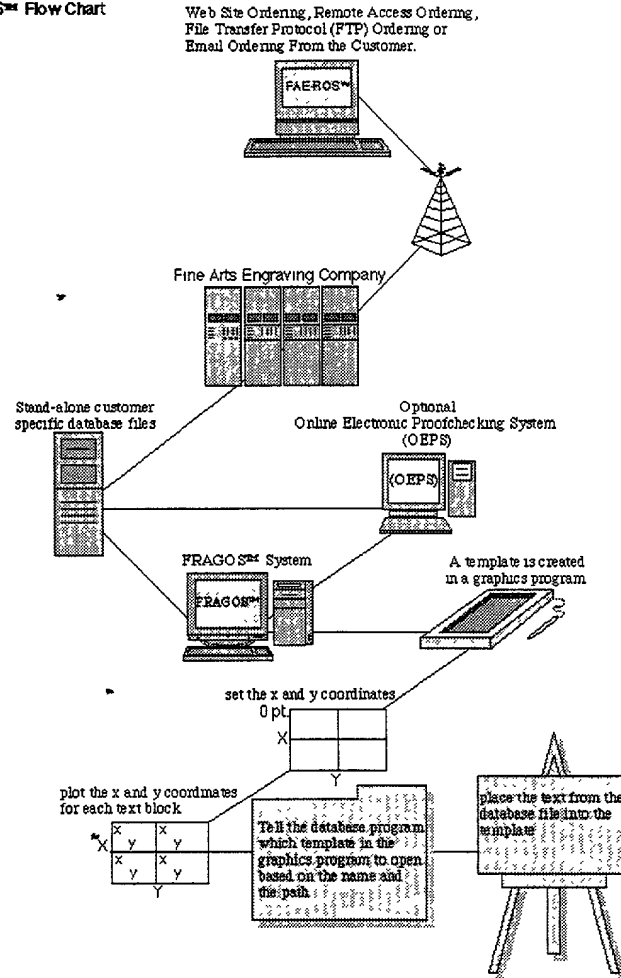 S™ Flow Chart
Web Site Ordering, Remote Access Ordering,
File Transfer Protocol (FTP) Ordering or
Email Ordering From the Customer.
FAEROS™
Fine Arts Engraving Company
Stand-alone customer
specific database files
Optional
Online Electronic Proofchecking System
(OEPS)
(OEPS)
FRAGOS™ System
FRAGOS™
A template is created
in a graphics program
set the x and y coordinates
0 pt.
X
Y
plot the x and y coordinates
for each text block
X
x y x y
x y x y
Y
Tell the database program
which template in the
graphics program to open
based on the name and
the path
place the text from the
database file into the
template